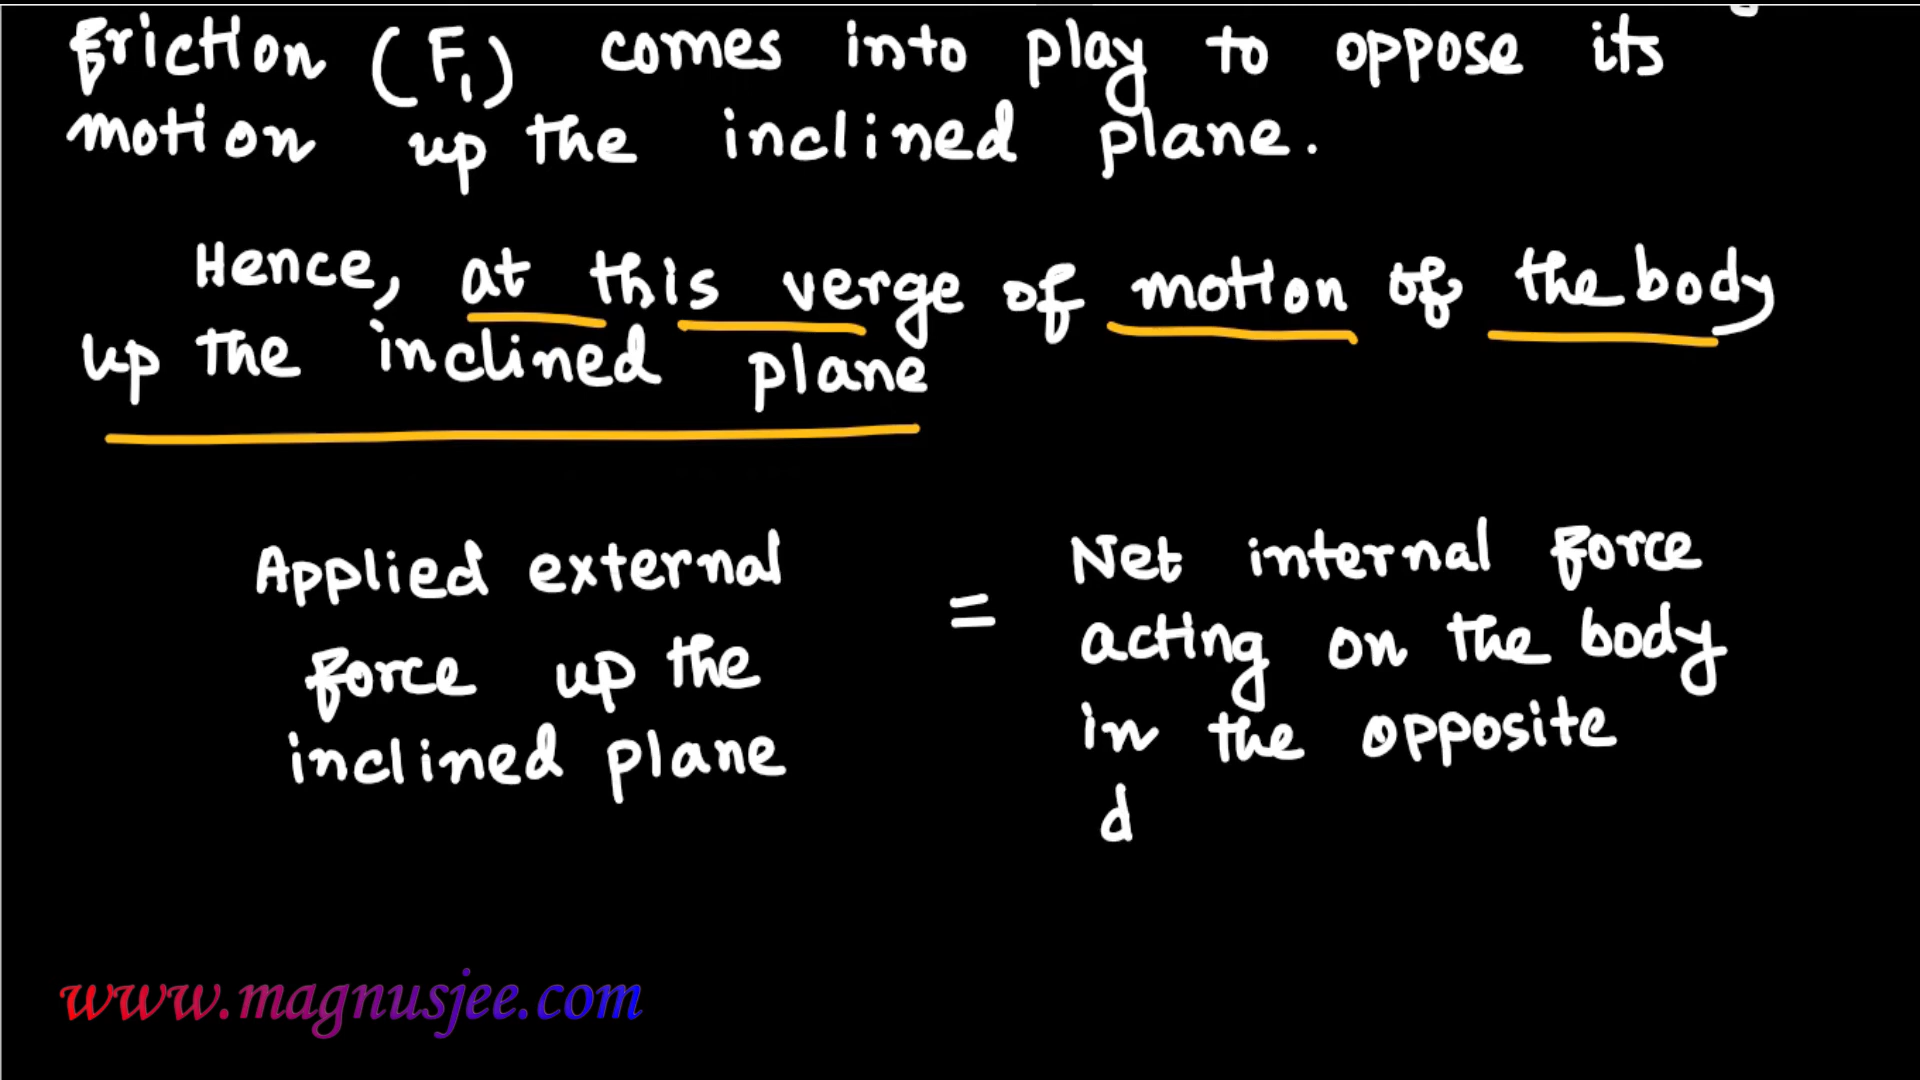 friction (F1) comes into play to oppose its
motion up the inclined plane.
Hence, at this verge of motion of the body
up the inclined plane
Applied external
force up the
inclined plane
=
Net internal force
acting on the body
in the opposite
d
www.magnusjee.com